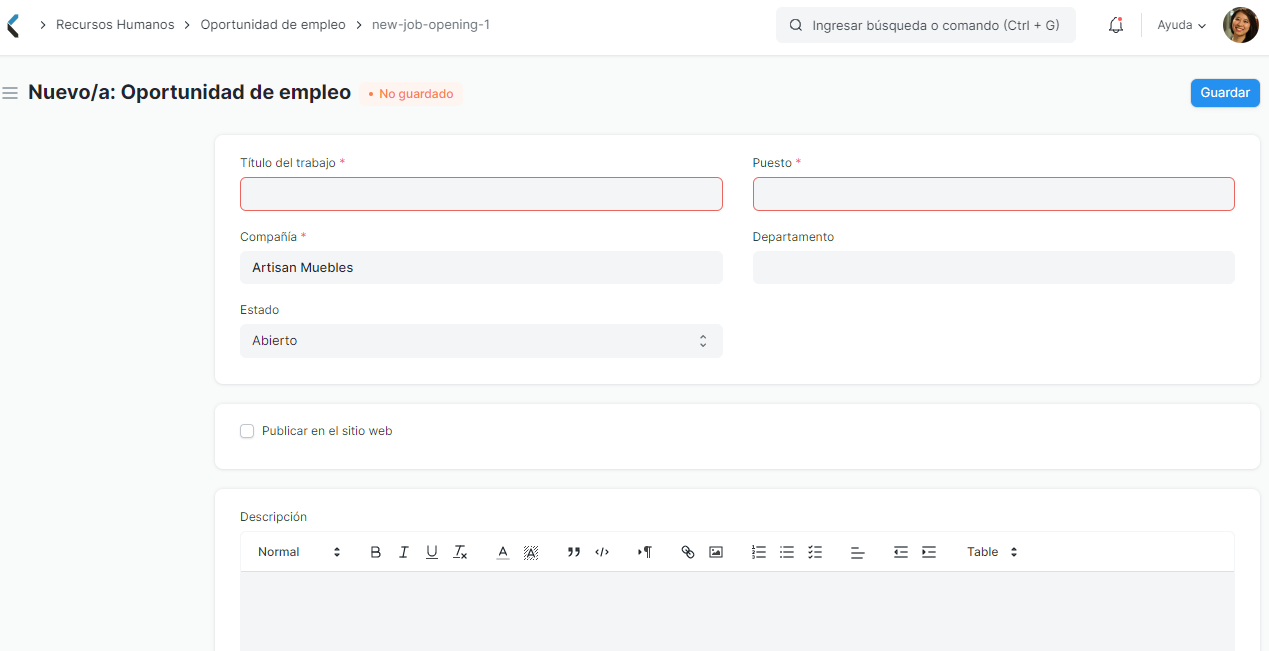 Recursos Humanos > Oportunidad de empleo > new-job-opening-1
Ingresar búsqueda o comando (Ctrl + G)
Ayuda
Nuevo/a: Oportunidad de empleo
• No guardado
Guardar
Título del trabajo *
Puesto *
Compañía *
Departamento
Artisan Muebles
Estado
Abierto
Publicar en el sitio web
Descripción
Normal B I U Tx A A </> ¶ Table